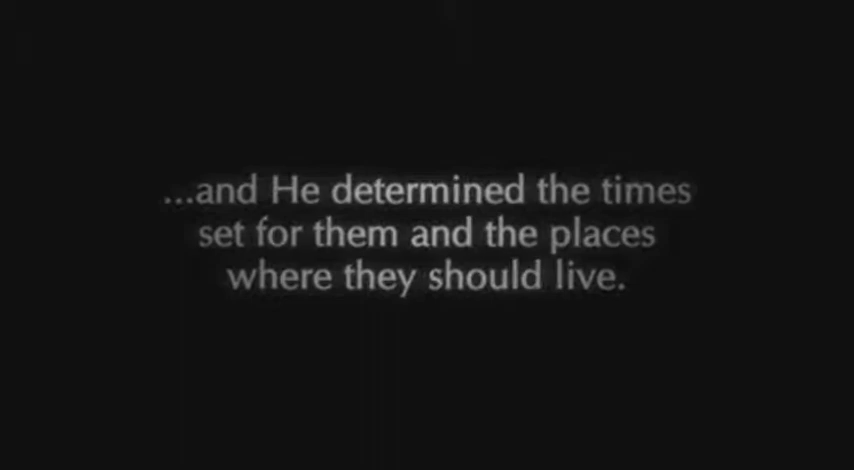 ...and He determined the times
set for them and the places
where they should live.